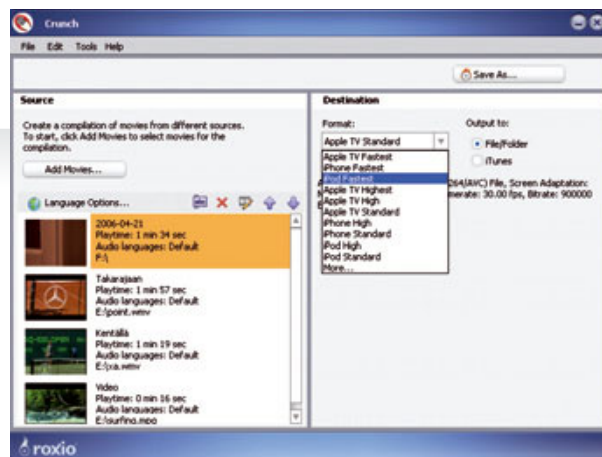 Crunch
File Edit Tools Help
Save As...
Source
Create a compilation of movies from different sources.
To start, click Add Movies to select movies for the
compilation.
Add Movies...
Language Options...
2006-04-21
Playtime: 1 min 34 sec
Audio languages: Default
F:\
Takarajaan
Playtime: 1 min 57 sec
Audio languages: Default
E:\point.wmv
Kentällä
Playtime: 1 min 19 sec
Audio languages: Default
Video
Playtime: 0 min 16 sec
Audio languages: Default
E:\surfing.mpg
Destination
Format:
Apple TV Standard
Apple TV Fastest
iPhone Fastest
iPod Fastest
Apple TV Highest
Apple TV High
Apple TV Standard
iPhone High
iPhone Standard
iPod High
iPod Standard
More...
Output to:
File/Folder
iTunes
264/AVC) File, Screen Adaptation:
merate: 30.00 fps, Bitrate: 900000
roxio